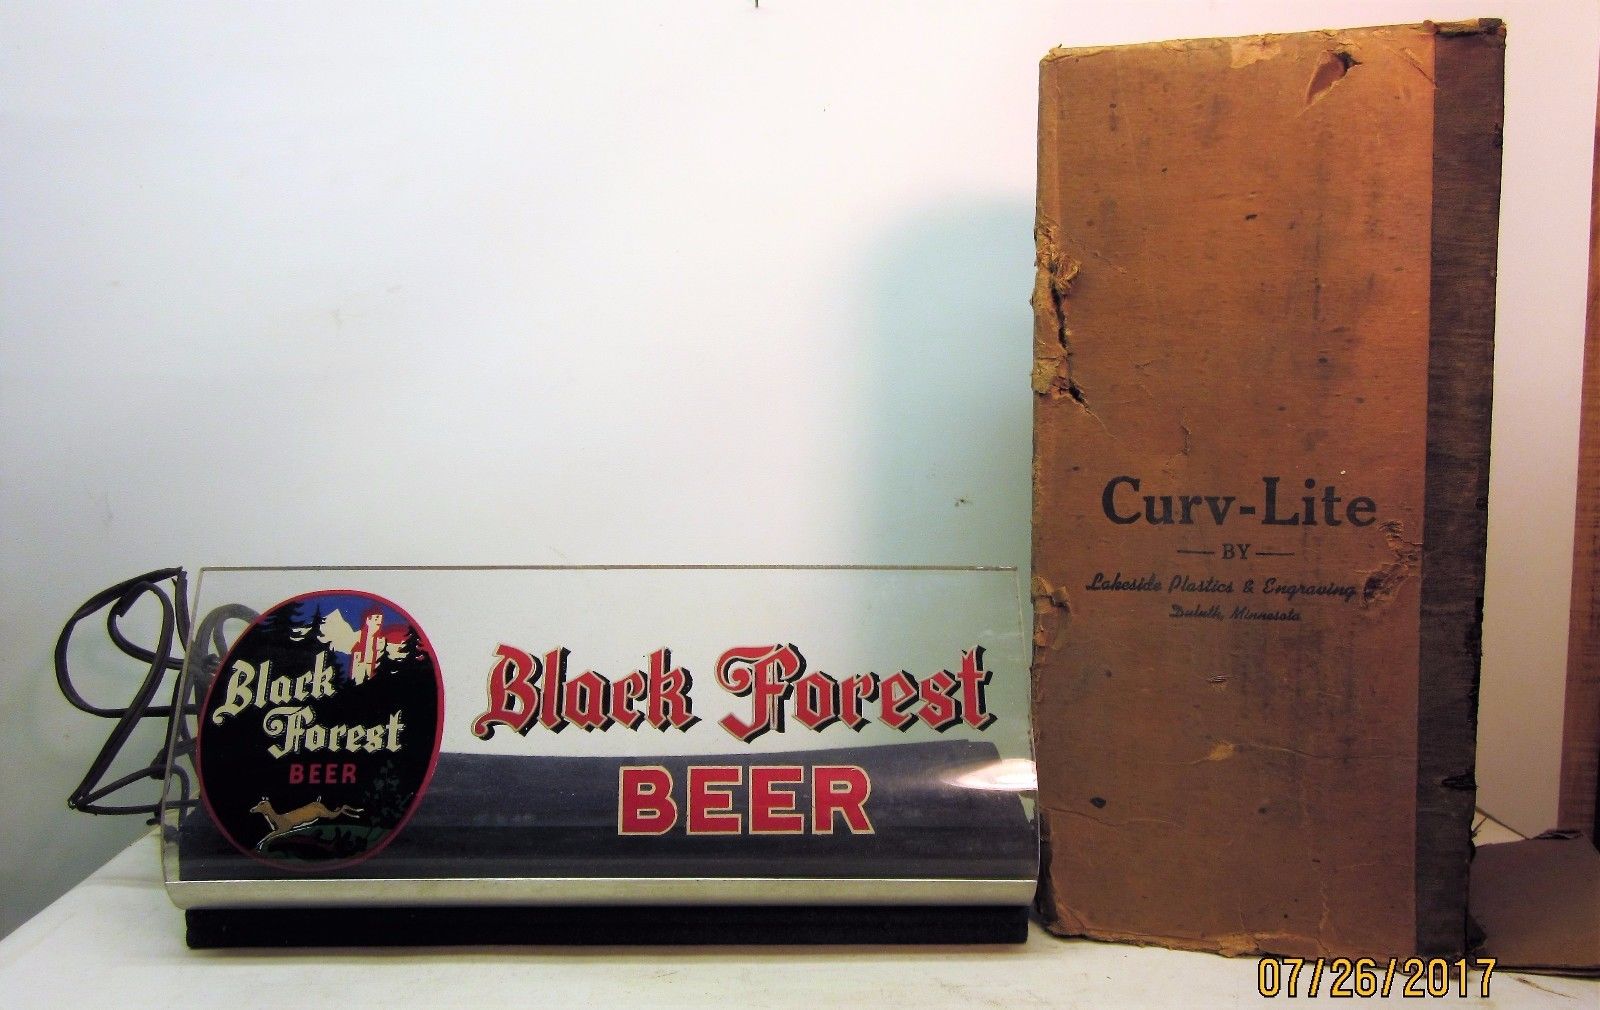 Black
Forest
BEER
Black Forest
BEER
Curv-Lite
BY
Lakeside Plastics & Engraving
Duluth, Minnesota
07/26/2017